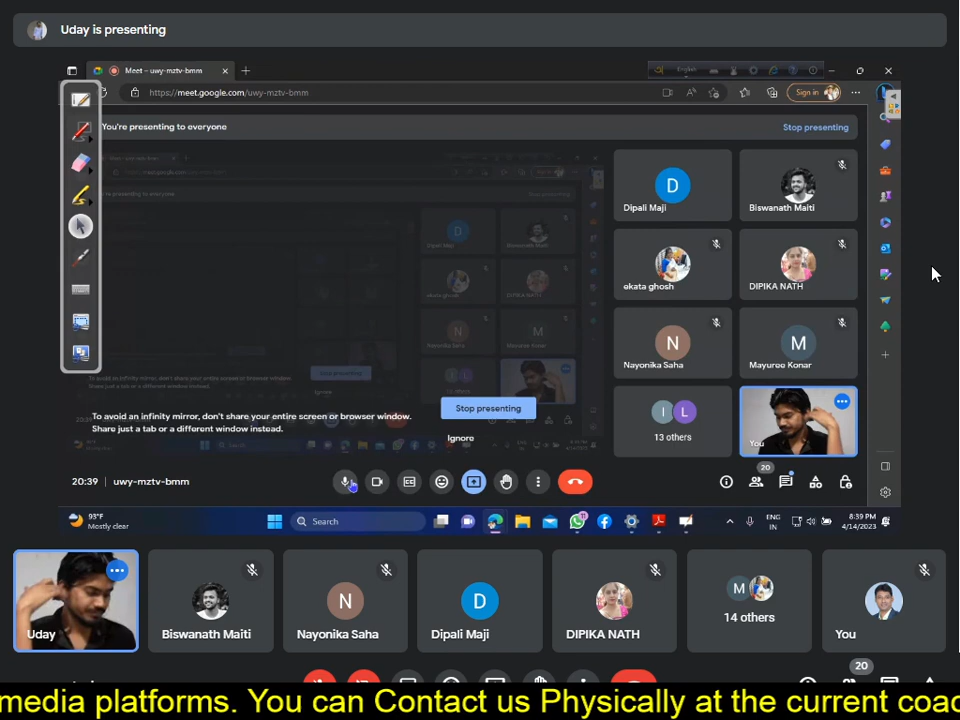 Uday is presenting
Meet – uwy-mztv-bmm
English
https://meet.google.com/uwy-mztv-bmm
Sign in
You're presenting to everyone
Stop presenting
D
Dipali Maji
Biswanath Maiti
ekata ghosh
DIPIKA NATH
N
Nayonika Saha
M
Mayuree Konar
I L
13 others
You
To avoid an infinity mirror, don't share your entire screen or browser window.
Share just a tab or a different window instead.
Stop presenting
Ignore
20:39 uwy-mztv-bmm
CC
20
93°F
Mostly clear
Search
ENG
IN
8:39 PM
4/14/2023
Uday
Biswanath Maiti
N
Nayonika Saha
D
Dipali Maji
DIPIKA NATH
M
14 others
You
20
media platforms. You can Contact us Physically at the current coac